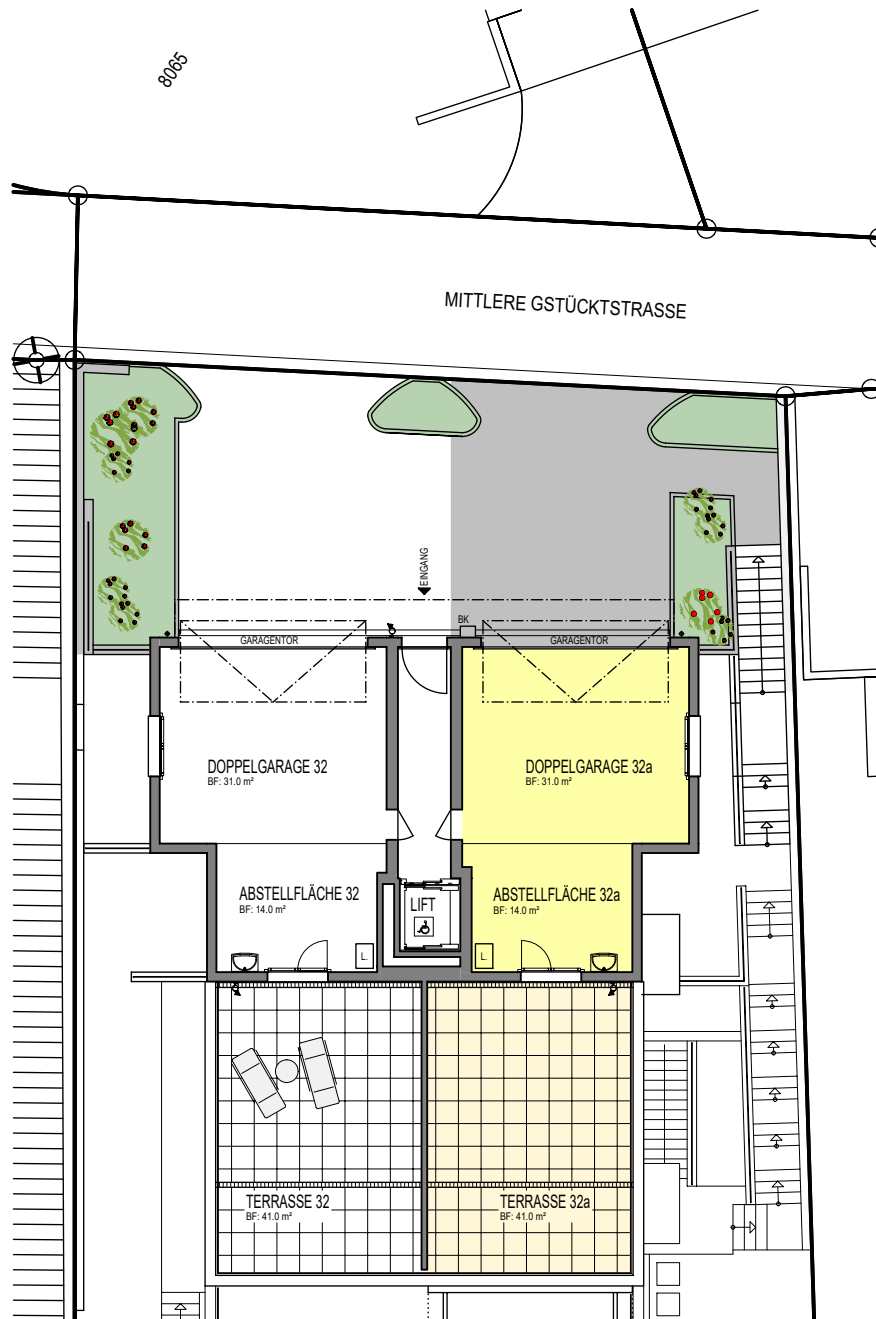 8065
MITTLERE GSTÜCKTSTRASSE
EINGANG
BK
GARAGENTOR
GARAGENTOR
DOPPELGARAGE 32
BF: 31.0 m²
DOPPELGARAGE 32a
BF: 31.0 m²
ABSTELLFLÄCHE 32
BF: 14.0 m²
LIFT
ABSTELLFLÄCHE 32a
BF: 14.0 m²
L.
L.
TERRASSE 32
BF: 41.0 m²
TERRASSE 32a
BF: 41.0 m²